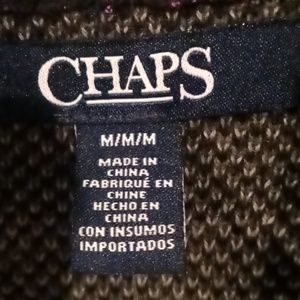 CHAPS
M/M/M
MADE IN
CHINA
FABRIQUÉ EN
CHINE
HECHO EN
CHINA
CON INSUMOS
IMPORTADOS